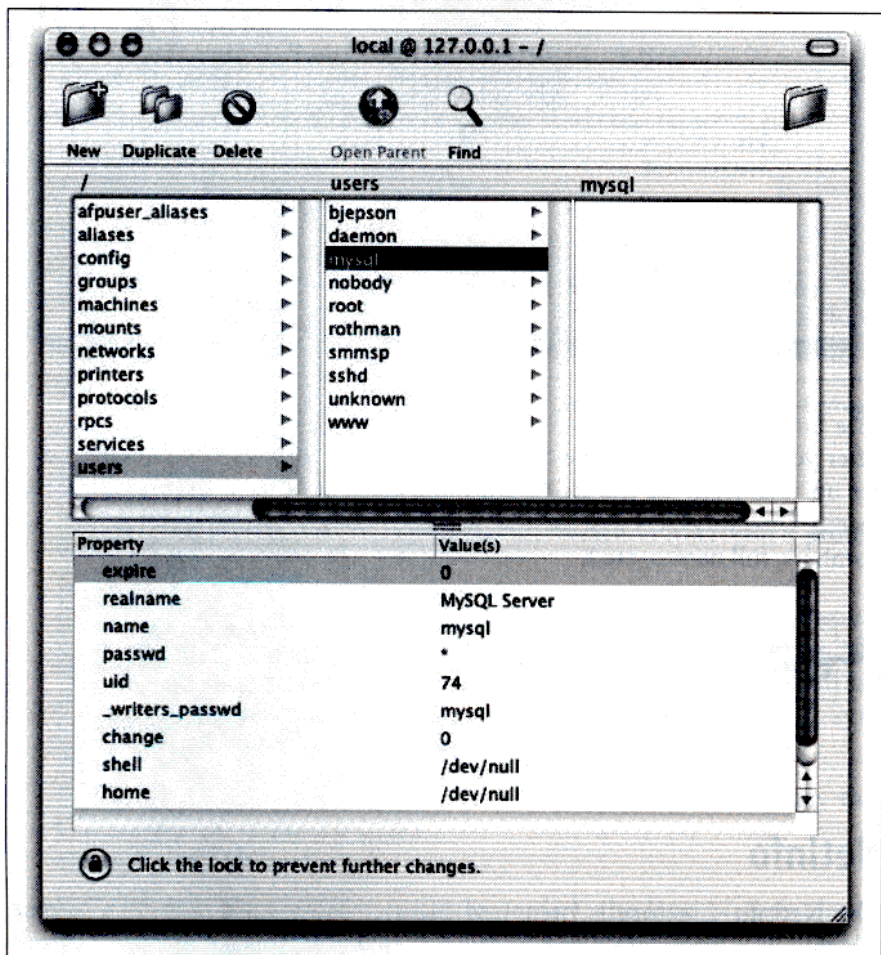 local @ 127.0.0.1 – /
New Duplicate Delete Open Parent Find
/ users mysql
afpuser_aliases bjepson
aliases daemon
config mysql
groups nobody
machines root
mounts rothman
networks smmsp
printers sshd
protocols unknown
rpcs www
services
users
Property Value(s)
expire 0
realname MySQL Server
name mysql
passwd *
uid 74
_writers_passwd mysql
change 0
shell /dev/null
home /dev/null
Click the lock to prevent further changes.